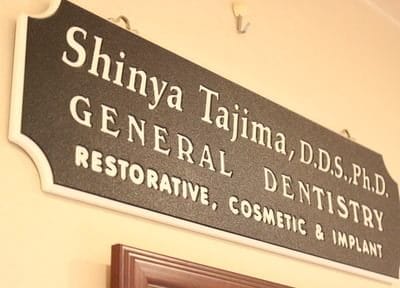 Shinya Tajima, D.D.S., Ph.D.
GENERAL DENTISTRY
RESTORATIVE, COSMETIC & IMPLANT